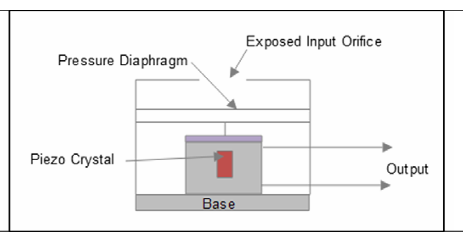 Exposed Input Orifice
Pressure Diaphragm
Piezo Crystal
Output
Base